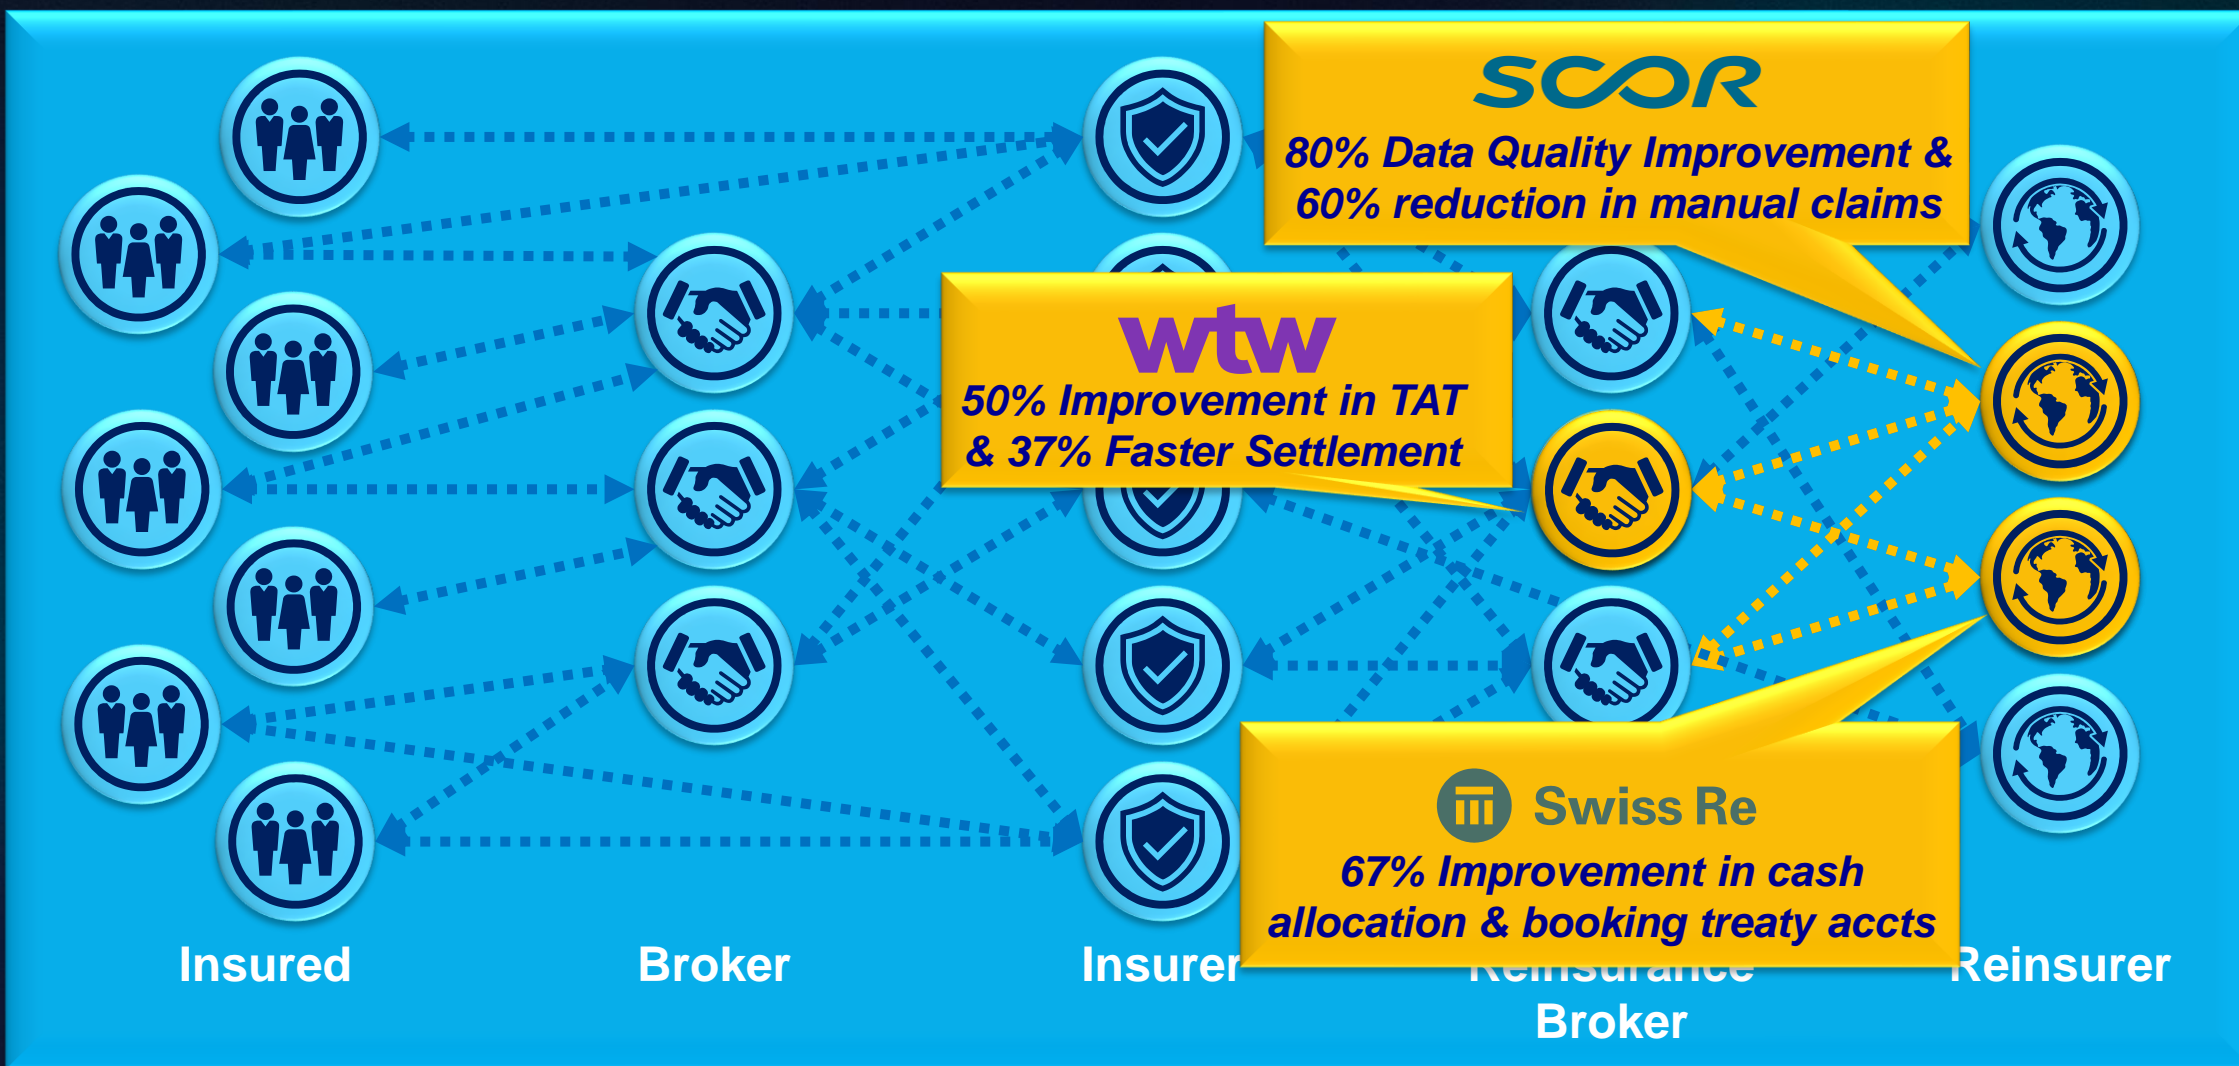 SCOR
80% Data Quality Improvement &
60% reduction in manual claims
wtw
50% Improvement in TAT
& 37% Faster Settlement
Swiss Re
67% Improvement in cash
allocation & booking treaty accts
Insured
Broker
Insurer
Reinsurance
Broker
Reinsurer